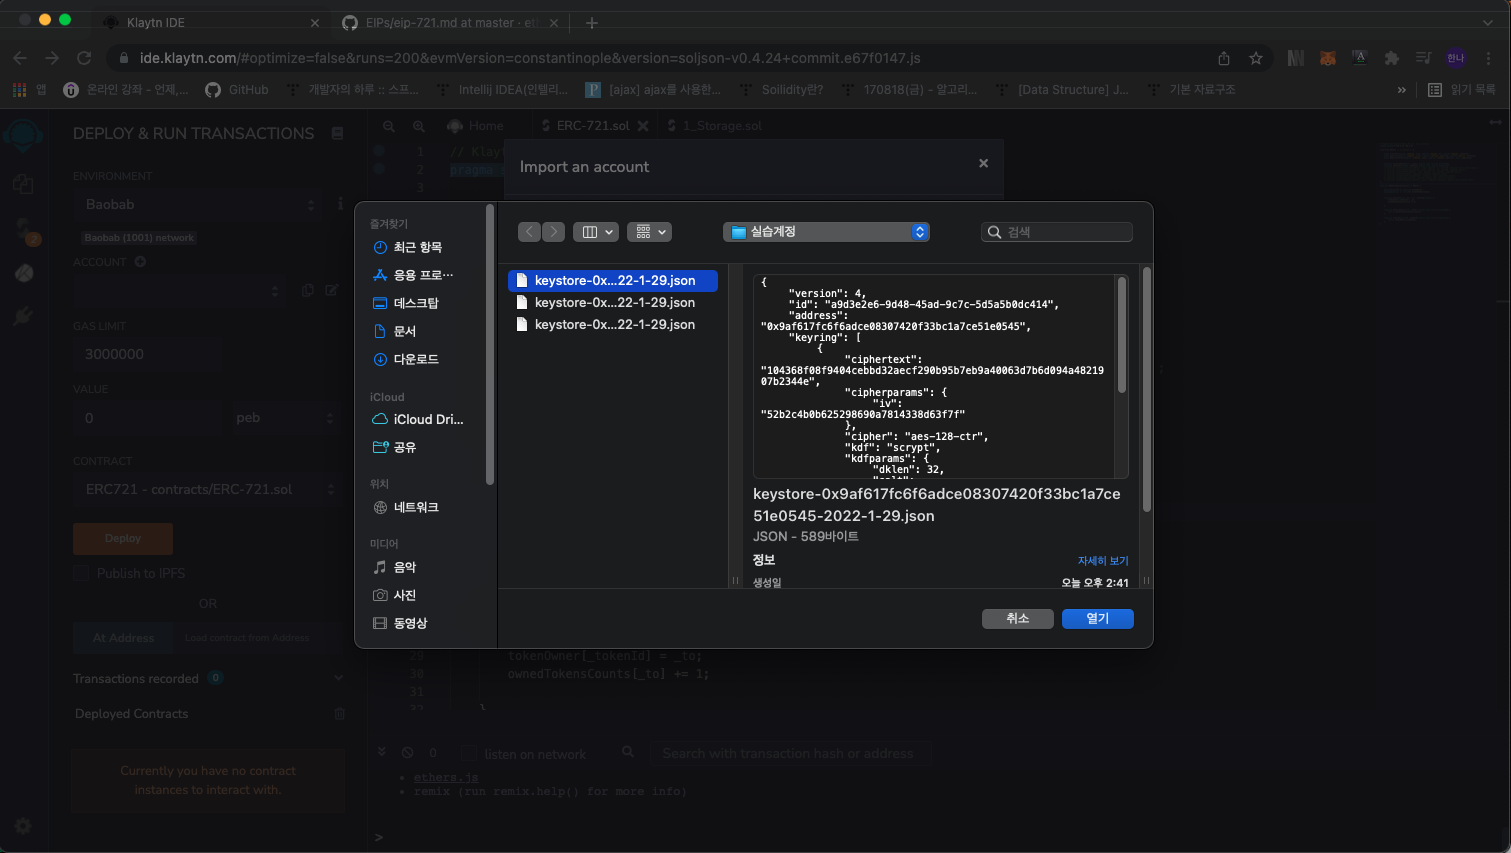 Klaytn IDE
EIPs/eip-721.md at master · eth
ide.klaytn.com/#optimize=false&runs=200&evmVersion=constantinople&version=soljson-v0.4.24+commit.e67f0147.js
한나
앱
온라인 강좌 - 언제,...
GitHub
개발자의 하루 :: 스프...
Intellij IDEA(인텔리...
[ajax] ajax를 사용한...
Soilidity란?
170818(금) - 알고리...
[Data Structure] J...
기본 자료구조
»
읽기 목록
DEPLOY & RUN TRANSACTIONS
ENVIRONMENT
Baobab
Baobab (1001) network
ACCOUNT
GAS LIMIT
3000000
VALUE
0
peb
CONTRACT
ERC721 - contracts/ERC-721.sol
Deploy
Publish to IPFS
OR
At Address
Load contract from Address
Transactions recorded 0
Deployed Contracts
Currently you have no contract
instances to interact with.
2
Home
ERC-721.sol
1_Storage.sol
1 // Klayt
2 pragma
3
Import an account
즐겨찾기
최근 항목
응용 프로...
데스크탑
문서
다운로드
iCloud
iCloud Dri...
공유
위치
네트워크
미디어
음악
사진
동영상
실습계정
검색
keystore-0x...22-1-29.json
keystore-0x...22-1-29.json
keystore-0x...22-1-29.json
{
"version": 4,
"id": "a9d3e2e6-9d48-45ad-9c7c-5d5a5b0dc414",
"address":
"0x9af617fc6f6adce08307420f33bc1a7ce51e0545",
"keyring": [
{
"ciphertext":
"104368f08f9404cebbd32aecf290b95b7eb9a40063d7b6d094a48219
07b2344e",
"cipherparams": {
"iv":
"52b2c4b0b625298690a7814338d63f7f"
},
"cipher": "aes-128-ctr",
"kdf": "scrypt",
"kdfparams": {
"dklen": 32,
keystore-0x9af617fc6f6adce08307420f33bc1a7ce
51e0545-2022-1-29.json
JSON - 589바이트
정보
자세히 보기
생성일
오늘 오후 2:41
취소
열기
29 tokenOwner[_tokenId] = _to;
30 ownedTokensCounts[_to] += 1;
31
32 }
0
listen on network
Search with transaction hash or address
• ethers.js
• remix (run remix.help() for more info)
>